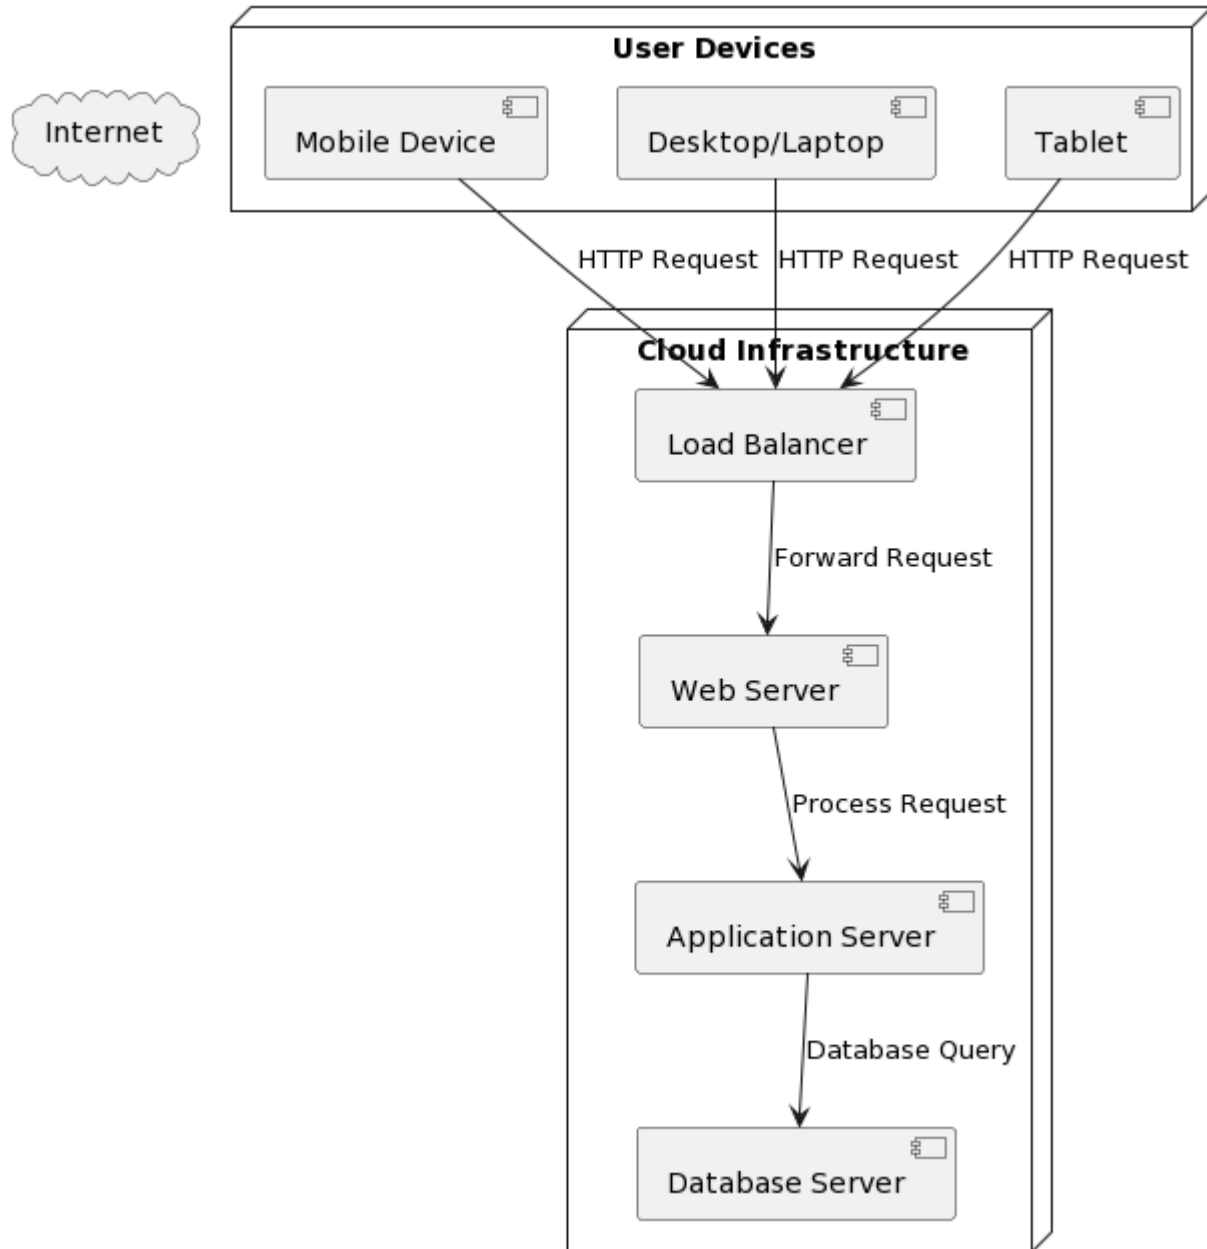 User Devices
Internet
Mobile Device
Desktop/Laptop
Tablet
HTTP Request
HTTP Request
HTTP Request
Cloud Infrastructure
Load Balancer
Forward Request
Web Server
Process Request
Application Server
Database Query
Database Server